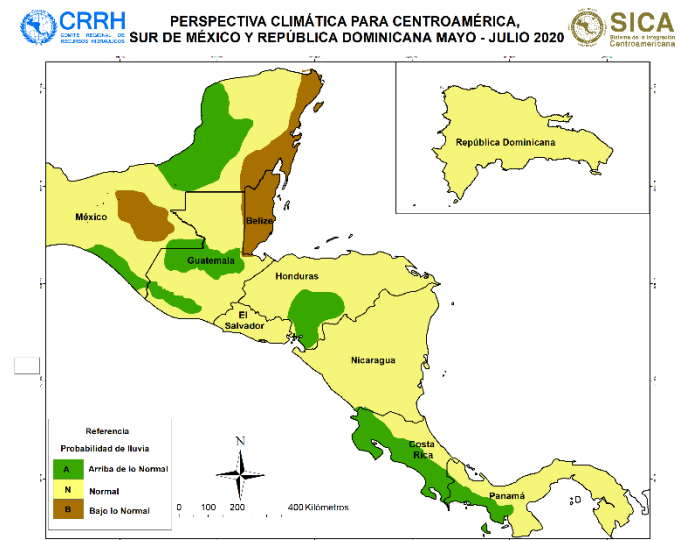 CRRH
COMITE REGIONAL DE
RECURSOS HIDRAULICOS
PERSPECTIVA CLIMÁTICA PARA CENTROAMÉRICA,
SUR DE MÉXICO Y REPÚBLICA DOMINICANA MAYO - JULIO 2020
SICA
Sistema de la Integración
Centroamericana
República Dominicana
México
Belize
Guatemala
Honduras
El
Salvador
Nicaragua
Costa
Rica
Panamá
Referencia
Probabilidad de lluvia
A Arriba de lo Normal
N Normal
B Bajo lo Normal
N
0 100 200 400 Kilómetros